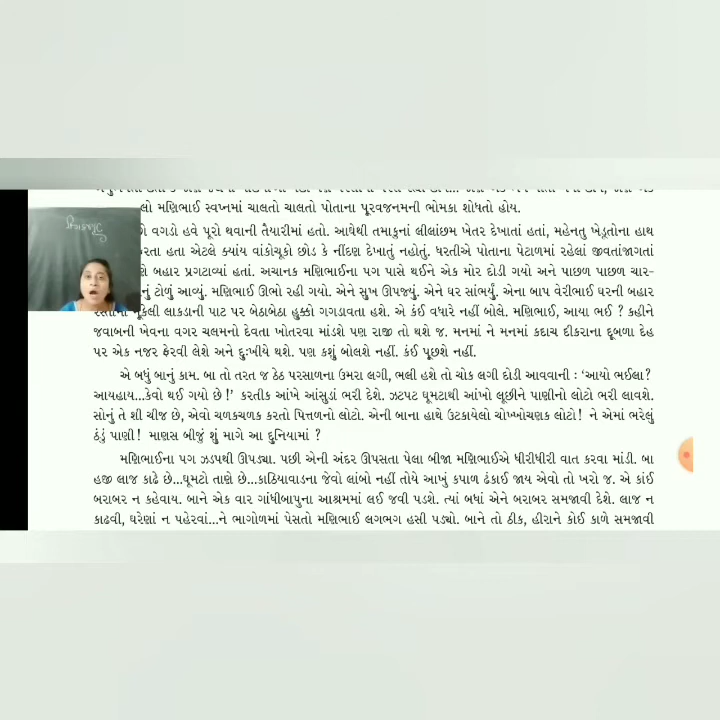 લો મણિભાઈ સ્વપ્નમાં ચાલતો ચાલતો પોતાના પૂરવજનમની ભોમકા શોધતો હોય.
વગડો હવે પૂરો થવાની તૈયારીમાં હતો. આઘેથી તમાકુનાં લીલાંછમ ખેતર દેખાતાં હતાં, મહેનતુ ખેડૂતોના હાથ
હતા એટલે ક્યાંય વાંકોચૂકો છોડ કે નીંદણ દેખાતું નહોતું. ધરતીએ પોતાના પેટાળમાં રહેલાં જીવતાંજાગતાં
બહાર પ્રગટાવ્યાં હતાં. અચાનક મણિભાઈના પગ પાસે થઈને એક મોર દોડી ગયો અને પાછળ પાછળ ચાર-
નું ટોળું આવ્યું. મણિભાઈ ઊભો રહી ગયો. એને સુખ ઊપજ્યું. એને ઘર સાંભર્યું. એના બાપ વેરીભાઈ ઘરની બહાર
મૂકેલી લાકડાની પાટ પર બેઠાબેઠા હુક્કો ગગડાવતા હશે. એ કંઈ વધારે નહીં બોલે. મણિભાઈ, આયા ભઈ ? કહીને
જવાબની ખેવના વગર ચલમનો દેવતા ખોતરવા માંડશે પણ રાજી તો થશે જ. મનમાં ને મનમાં કદાચ દીકરાના દૂબળા દેહ
પર એક નજર ફેરવી લેશે અને દુઃખીયે થશે. પણ કશું બોલશે નહીં. કંઈ પૂછશે નહીં.
એ બધું બાનું કામ. બા તો તરત જ ઠેઠ પરસાળના ઉમરા લગી, ભલી હશે તો ચોક લગી દોડી આવવાની : ‘આયો ભઈલા?
આયહાય...કેવો થઈ ગયો છે !’ કરતીક આંખે આંસુડાં ભરી દેશે. ઝટપટ ઘૂમટાથી આંખો લૂછીને પાણીનો લોટો ભરી લાવશે.
સોનું તે શી ચીજ છે, એવો ચળકચળક કરતો પિત્તળનો લોટો. એની બાના હાથે ઉટકાયેલો ચોખ્ખોચણક લોટો ! ને એમાં ભરેલું
ઠંડું પાણી ! માણસ બીજું શું માગે આ દુનિયામાં ?
મણિભાઈના પગ ઝડપથી ઊપડ્યા. પછી એની અંદર ઊપસતા પેલા બીજા મણિભાઈએ ધીરીધીરી વાત કરવા માંડી. બા
હજી લાજ કાઢે છે...ઘૂમટો તાણે છે...કાઠિયાવાડના જેવો લાંબો નહીં તોયે આખું કપાળ ઢંકાઈ જાય એવો તો ખરો જ. એ કાંઈ
બરાબર ન કહેવાય. બાને એક વાર ગાંધીબાપુના આશ્રમમાં લઈ જવી પડશે. ત્યાં બધાં એને બરાબર સમજાવી દેશે. લાજ ન
કાઢવી, ઘરેણાં ન પહેરવાં...ને ભાગોળમાં પેસતો મણિભાઈ લગભગ હસી પડ્યો. બાને તો ઠીક, હીરાને કોઈ કાળે સમજાવી